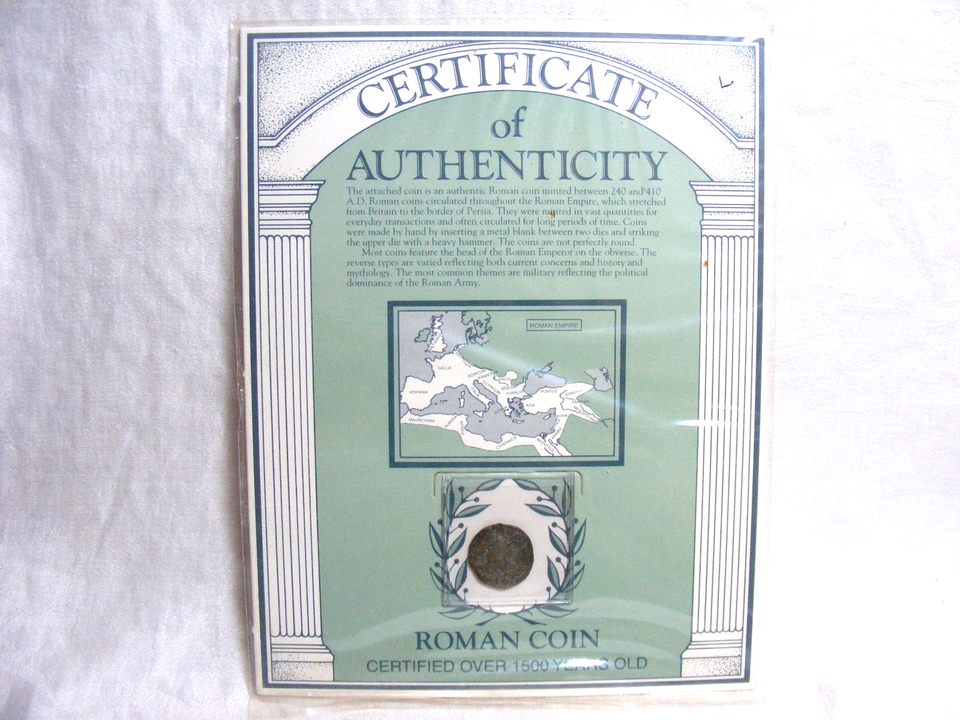 CERTIFICATE
of
AUTHENTICITY
The attached coin is an authentic Roman coin minted between 240 and 410
A.D. Roman coins circulated throughout the Roman Empire, which stretched
from Britain to the border of Persia. They were minted in vast quantities for
everyday transactions and often circulated for long periods of time. Coins
were made by hand by inserting a metal blank between two dies and striking
the upper die with a heavy hammer. The coins are not perfectly round.
Most coins feature the head of the Roman Emperor on the obverse. The
reverse types are varied reflecting both current concerns and history and
mythology. The most common themes are military reflecting the political
dominance of the Roman Army.
ROMAN EMPIRE
GALLIA
HISPANIA
PONTUS
ASIA
MAURETANIA
CYRENAICA
ROMAN COIN
CERTIFIED OVER 1500 YEARS OLD